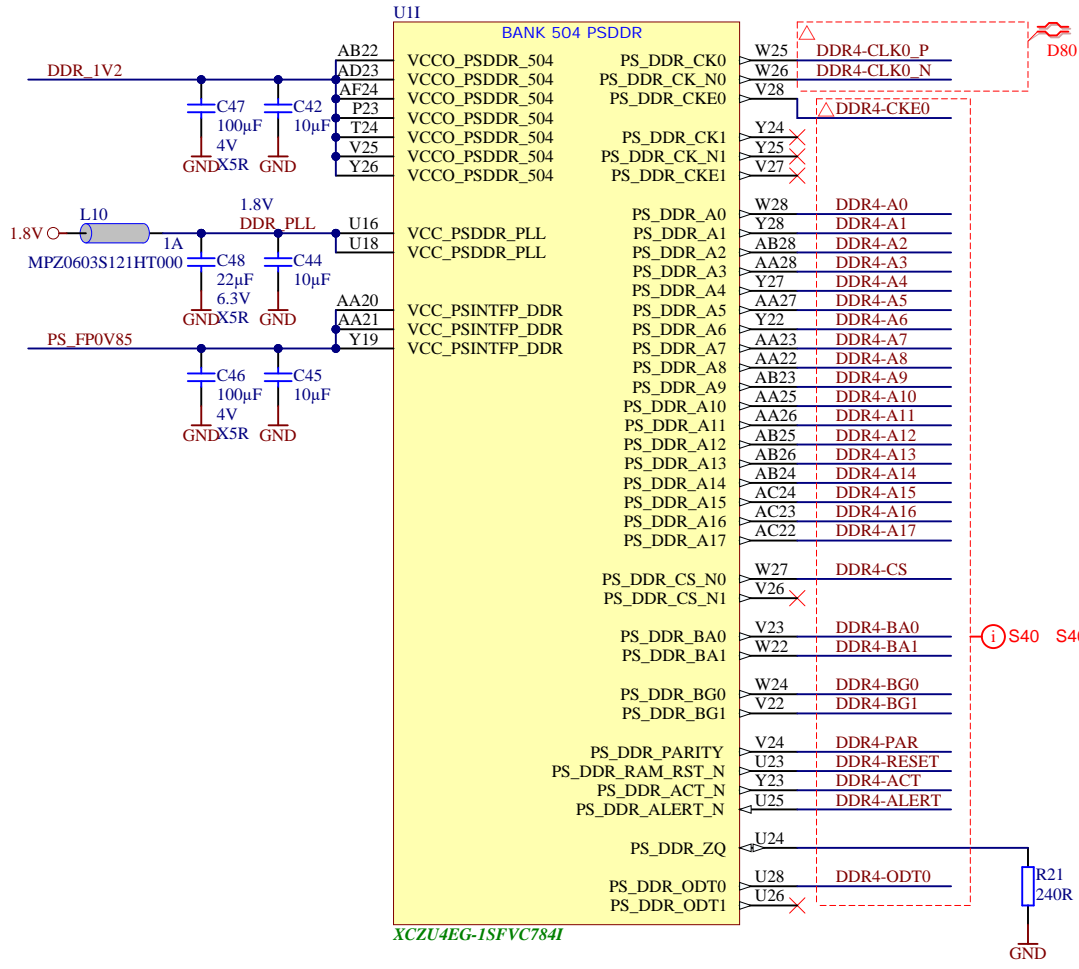 U1I
BANK 504 PSDDR
DDR_1V2
AB22 VCCO_PSDDR_504
AD23 VCCO_PSDDR_504
AF24 VCCO_PSDDR_504
P23 VCCO_PSDDR_504
T24 VCCO_PSDDR_504
V25 VCCO_PSDDR_504
Y26 VCCO_PSDDR_504
C47
100µF
4V
X5R
GND
C42
10µF
GND
1.8V
L10
1A
MPZ0603S121HT000
1.8V
DDR_PLL
U16 VCC_PSDDR_PLL
U18 VCC_PSDDR_PLL
C48
22µF
6.3V
X5R
GND
C44
10µF
GND
AA20 VCC_PSINTFP_DDR
AA21 VCC_PSINTFP_DDR
Y19 VCC_PSINTFP_DDR
PS_FP0V85
C46
100µF
4V
X5R
GND
C45
10µF
GND
PS_DDR_CK0 W25 DDR4-CLK0_P
PS_DDR_CK_N0 W26 DDR4-CLK0_N
PS_DDR_CKE0 V28 DDR4-CKE0
D80
PS_DDR_CK1 Y24
PS_DDR_CK_N1 Y25
PS_DDR_CKE1 V27
PS_DDR_A0 W28 DDR4-A0
PS_DDR_A1 Y28 DDR4-A1
PS_DDR_A2 AB28 DDR4-A2
PS_DDR_A3 AA28 DDR4-A3
PS_DDR_A4 Y27 DDR4-A4
PS_DDR_A5 AA27 DDR4-A5
PS_DDR_A6 Y22 DDR4-A6
PS_DDR_A7 AA23 DDR4-A7
PS_DDR_A8 AA22 DDR4-A8
PS_DDR_A9 AB23 DDR4-A9
PS_DDR_A10 AA25 DDR4-A10
PS_DDR_A11 AA26 DDR4-A11
PS_DDR_A12 AB25 DDR4-A12
PS_DDR_A13 AB26 DDR4-A13
PS_DDR_A14 AB24 DDR4-A14
PS_DDR_A15 AC24 DDR4-A15
PS_DDR_A16 AC23 DDR4-A16
PS_DDR_A17 AC22 DDR4-A17
PS_DDR_CS_N0 W27 DDR4-CS
PS_DDR_CS_N1 V26
PS_DDR_BA0 V23 DDR4-BA0
PS_DDR_BA1 W22 DDR4-BA1
i S40
PS_DDR_BG0 W24 DDR4-BG0
PS_DDR_BG1 V22 DDR4-BG1
PS_DDR_PARITY V24 DDR4-PAR
PS_DDR_RAM_RST_N U23 DDR4-RESET
PS_DDR_ACT_N Y23 DDR4-ACT
PS_DDR_ALERT_N U25 DDR4-ALERT
PS_DDR_ZQ U24
PS_DDR_ODT0 U28 DDR4-ODT0
PS_DDR_ODT1 U26
R21
240R
GND
XCZU4EG-1SFVC784I